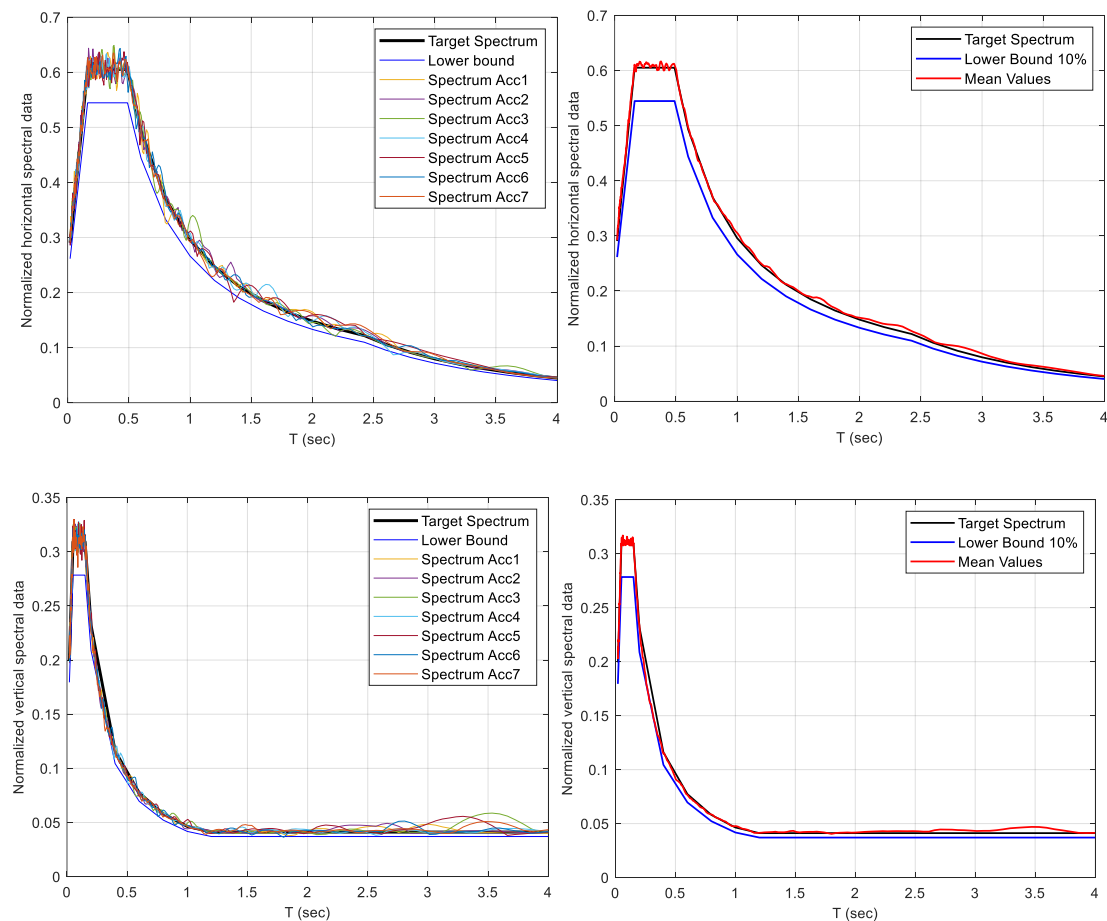 Normalized horizontal spectral data
0.7
0.6
0.5
0.4
0.3
0.2
0.1
0
Target Spectrum
Lower bound
Spectrum Acc1
Spectrum Acc2
Spectrum Acc3
Spectrum Acc4
Spectrum Acc5
Spectrum Acc6
Spectrum Acc7
0 0.5 1 1.5 2 2.5 3 3.5 4
T (sec)
Normalized horizontal spectral data
0.7
0.6
0.5
0.4
0.3
0.2
0.1
0
Target Spectrum
Lower Bound 10%
Mean Values
0 0.5 1 1.5 2 2.5 3 3.5 4
T (sec)
Normalized vertical spectral data
0.35
0.3
0.25
0.2
0.15
0.1
0.05
0
Target Spectrum
Lower Bound
Spectrum Acc1
Spectrum Acc2
Spectrum Acc3
Spectrum Acc4
Spectrum Acc5
Spectrum Acc6
Spectrum Acc7
0 0.5 1 1.5 2 2.5 3 3.5 4
T (sec)
Normalized vertical spectral data
0.35
0.3
0.25
0.2
0.15
0.1
0.05
0
Target Spectrum
Lower Bound 10%
Mean Values
0 0.5 1 1.5 2 2.5 3 3.5 4
T (sec)